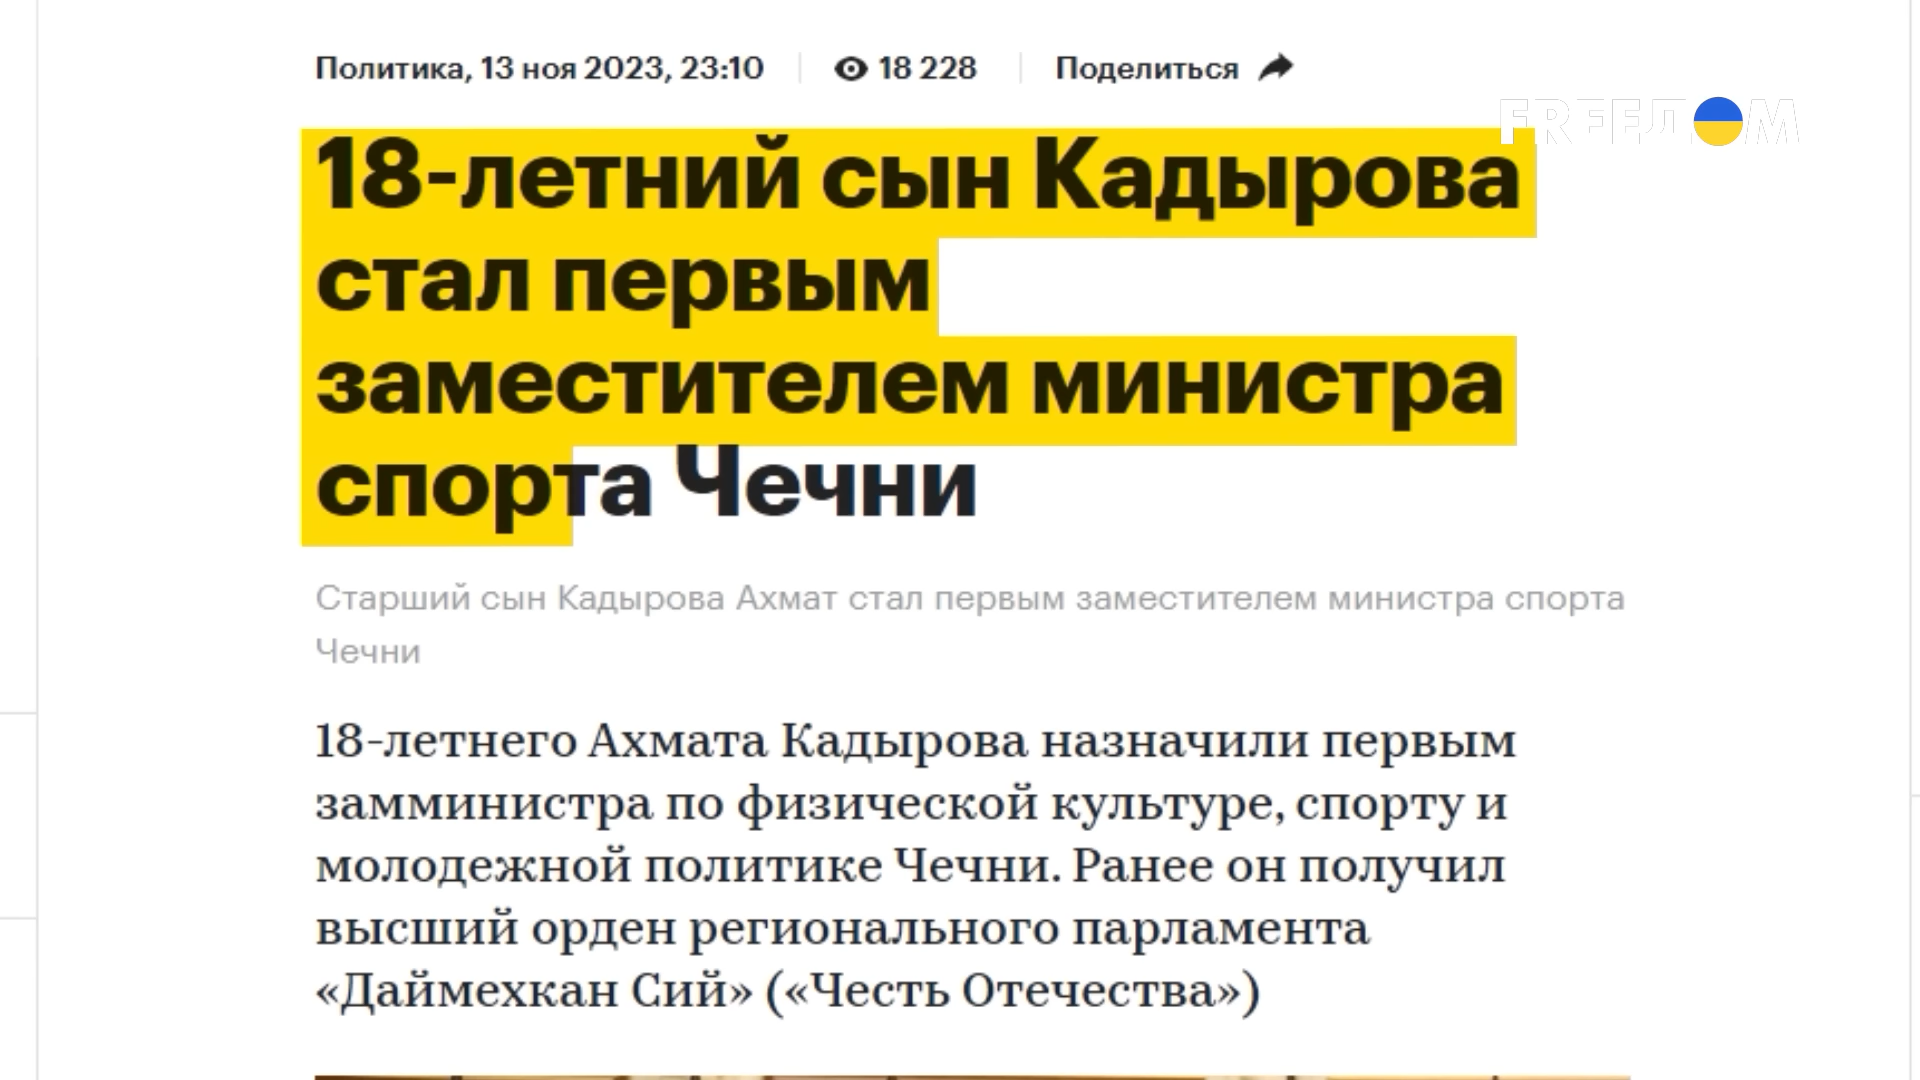 Политика, 13 ноя 2023, 23:10 18 228 Поделиться
FREEДОМ
18-летний сын Кадырова
стал первым
заместителем министра
спорта Чечни
Старший сын Кадырова Ахмат стал первым заместителем министра спорта
Чечни
18-летнего Ахмата Кадырова назначили первым
замминистра по физической культуре, спорту и
молодежной политике Чечни. Ранее он получил
высший орден регионального парламента
«Даймехкан Сий» («Честь Отечества»)